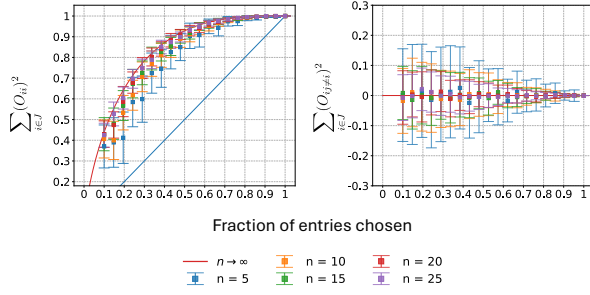 ∑_{i∈J} (O_{ii})^2
1
0.9
0.8
0.7
0.6
0.5
0.4
0.3
0.2
0 0.1 0.2 0.3 0.4 0.5 0.6 0.7 0.8 0.9 1
∑_{i∈J} (O_{ij≠i})^2
0.3
0.2
0.1
0
-0.1
-0.2
-0.3
0 0.1 0.2 0.3 0.4 0.5 0.6 0.7 0.8 0.9 1
Fraction of entries chosen
n → ∞ n = 10 n = 20
n = 5 n = 15 n = 25